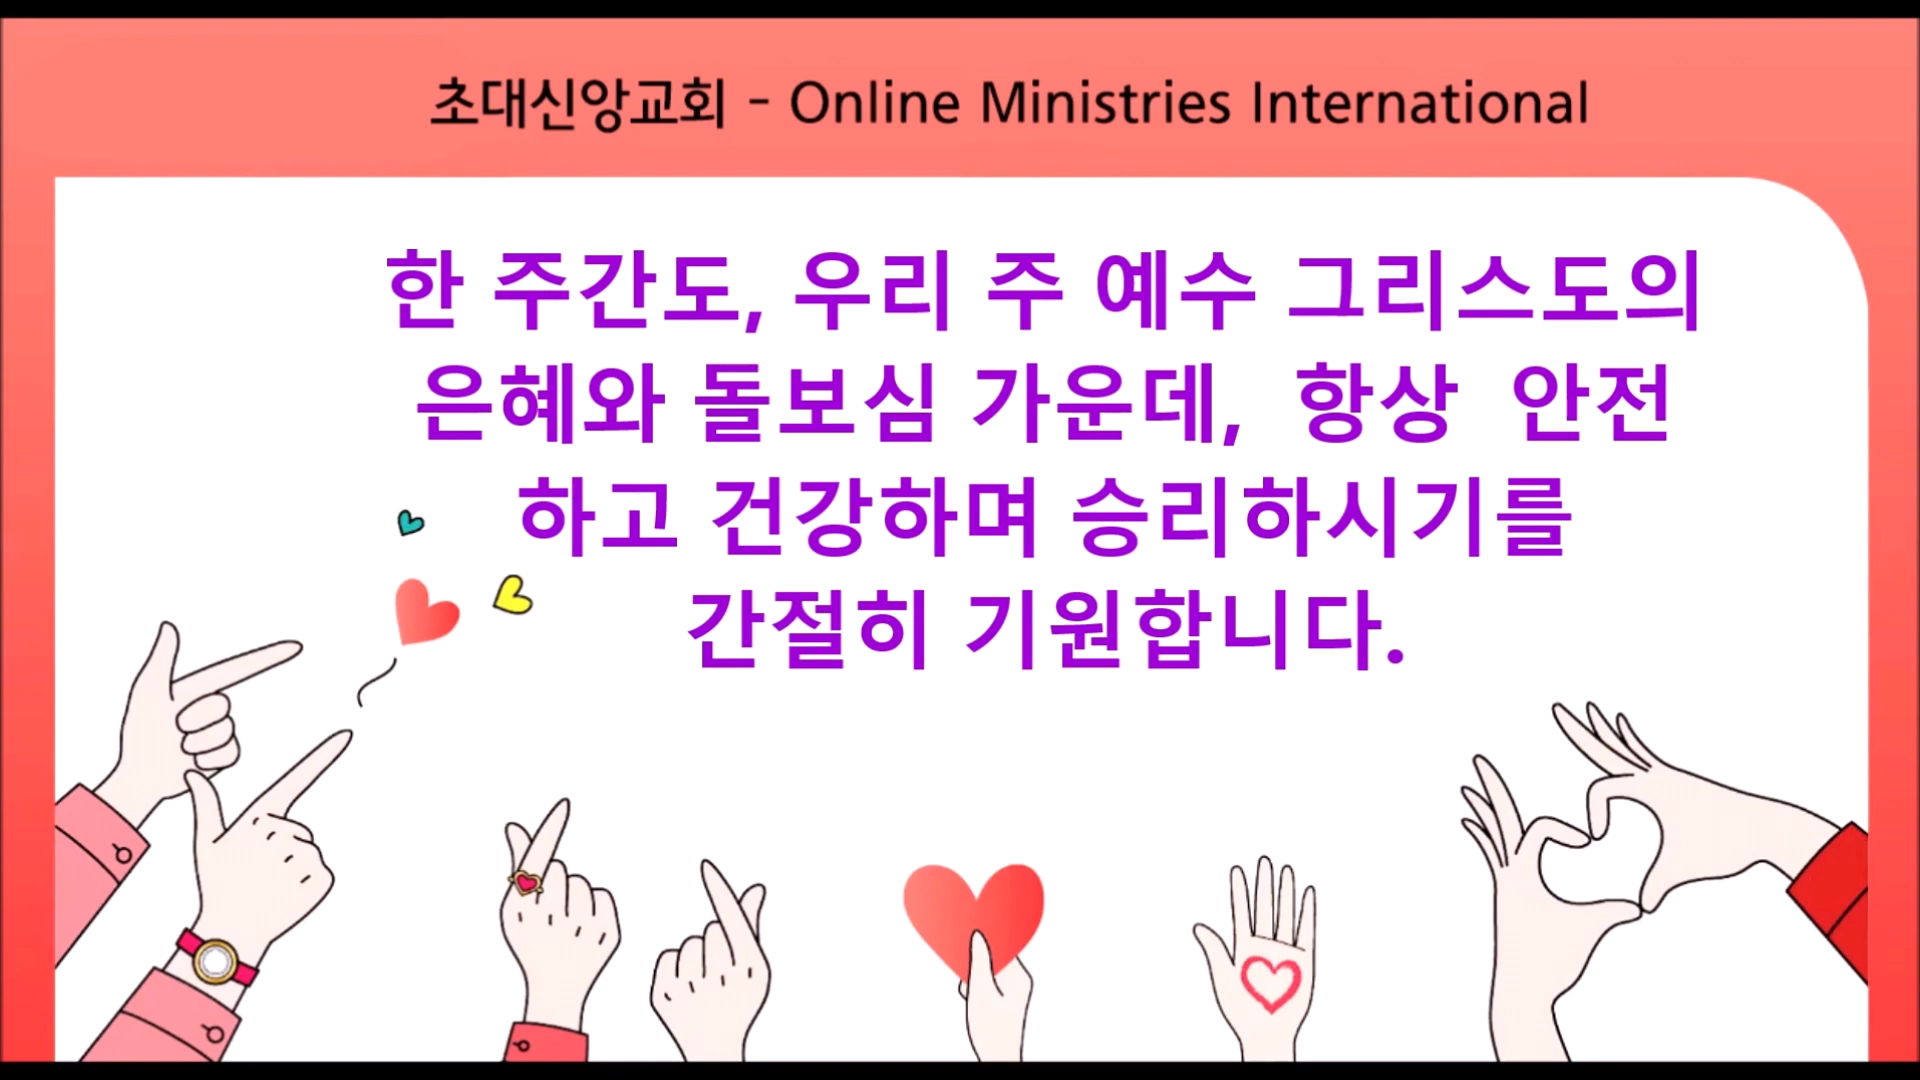 초대신앙교회 - Online Ministries International
한 주간도, 우리 주 예수 그리스도의
은혜와 돌보심 가운데, 항상 안전
하고 건강하며 승리하시기를
간절히 기원합니다.